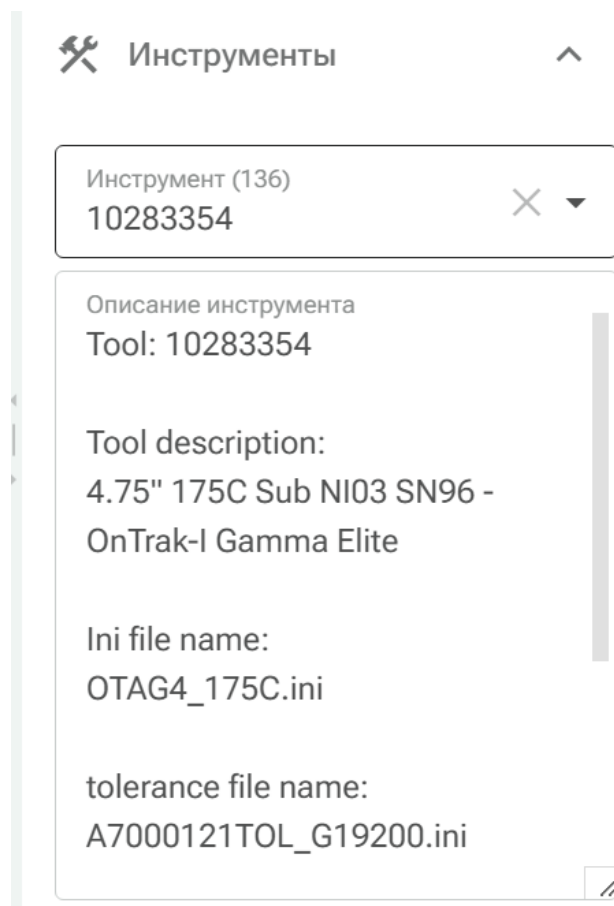 Инструменты
Инструмент (136)
10283354
Описание инструмента
Tool: 10283354
Tool description:
4.75" 175C Sub NI03 SN96 -
OnTrak-I Gamma Elite
Ini file name:
OTAG4_175C.ini
tolerance file name:
A7000121TOL_G19200.ini